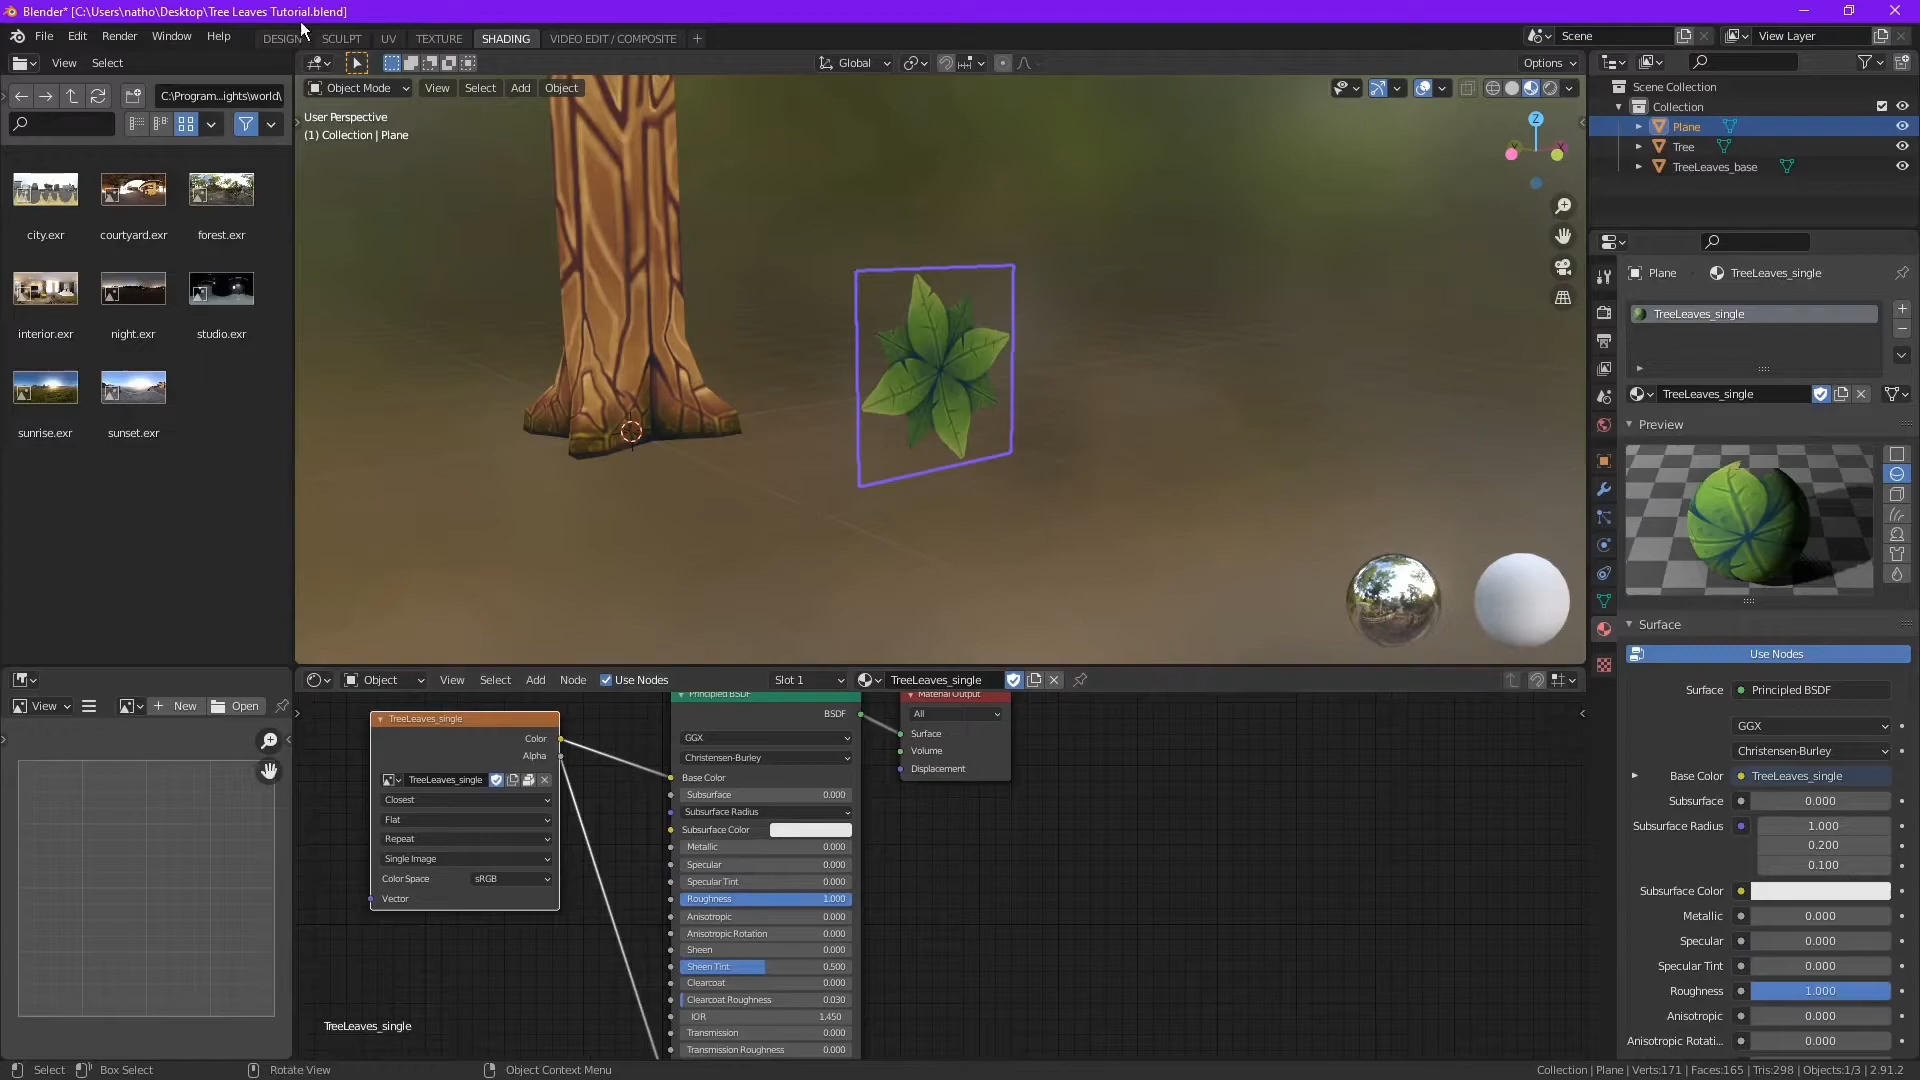 Blender* [C:\Users\natho\Desktop\Tree Leaves Tutorial.blend]
File Edit Render Window Help
DESIGN SCULPT UV TEXTURE SHADING VIDEO EDIT / COMPOSITE +
Scene
View Layer
View Select
Global
Options
C:\Program...ights\world\
Object Mode View Select Add Object
User Perspective
(1) Collection | Plane
city.exr courtyard.exr forest.exr
interior.exr night.exr studio.exr
sunrise.exr sunset.exr
Z
Scene Collection
Collection
Plane
Tree
TreeLeaves_base
Plane TreeLeaves_single
TreeLeaves_single
TreeLeaves_single
Preview
Surface
Use Nodes
Surface Principled BSDF
GGX
Christensen-Burley
Base Color TreeLeaves_single
Subsurface 0.000
Subsurface Radius 1.000
0.200
0.100
Subsurface Color
Metallic 0.000
Specular 0.000
Specular Tint 0.000
Roughness 1.000
Anisotropic 0.000
Anisotropic Rotati... 0.000
View New Open
Object View Select Add Node Use Nodes Slot 1 TreeLeaves_single
TreeLeaves_single
Color
Alpha
TreeLeaves_single
Closest
Flat
Repeat
Single Image
Color Space sRGB
Vector
Principled BSDF
BSDF
GGX
Christensen-Burley
Base Color
Subsurface 0.000
Subsurface Radius
Subsurface Color
Metallic 0.000
Specular 0.000
Specular Tint 0.000
Roughness 1.000
Anisotropic 0.000
Anisotropic Rotation 0.000
Sheen 0.000
Sheen Tint 0.500
Clearcoat 0.000
Clearcoat Roughness 0.030
IOR 1.450
Transmission 0.000
Transmission Roughness 0.000
Material Output
All
Surface
Volume
Displacement
TreeLeaves_single
Select Box Select Rotate View Object Context Menu
Collection | Plane | Verts:171 | Faces:165 | Tris:298 | Objects:1/3 | 2.91.2